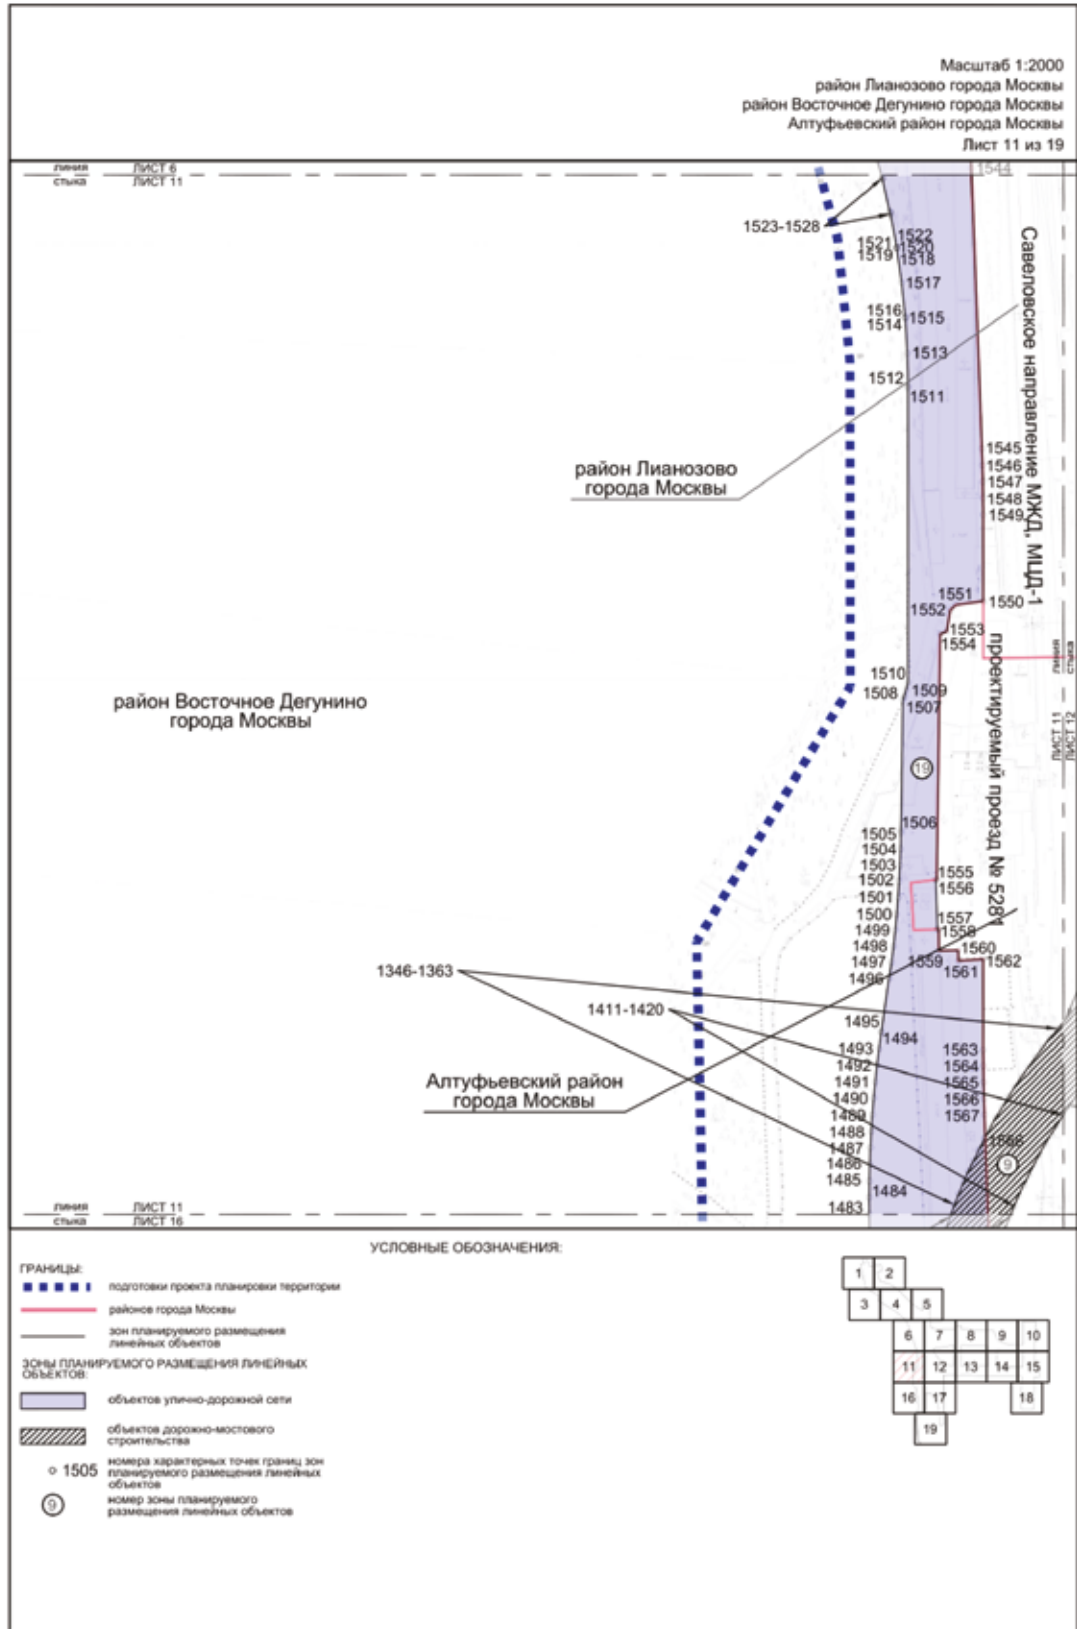 Масштаб 1:2000
район Лианозово города Москвы
район Восточное Дегунино города Москвы
Алтуфьевский район города Москвы
Лист 11 из 19
линия ЛИСТ 6
стыка ЛИСТ 11
1544
1523-1528
1522
1521
1520
1519
1518
1517
1516
1515
1514
1513
1512
1511
Савеловское направление МЖД, МЦД-1
район Лианозово
города Москвы
1545
1546
1547
1548
1549
1551
1550
1552
1553
1554
проектируемый проезд № 5281
линия
стыка
ЛИСТ 11
ЛИСТ 12
1510
1509
1508
1507
район Восточное Дегунино
города Москвы
19
1506
1505
1504
1503
1502
1501
1500
1499
1498
1497
1496
1555
1556
1557
1558
1559
1560
1561
1562
1346-1363
1411-1420
1495
1494
1493
1492
1491
1490
1489
1488
1487
1486
1485
1484
1483
1563
1564
1565
1566
1567
1568
9
Алтуфьевский район
города Москвы
линия ЛИСТ 11
стыка ЛИСТ 16
УСЛОВНЫЕ ОБОЗНАЧЕНИЯ:
ГРАНИЦЫ:
подготовки проекта планировки территории
районов города Москвы
зон планируемого размещения
линейных объектов
ЗОНЫ ПЛАНИРУЕМОГО РАЗМЕЩЕНИЯ ЛИНЕЙНЫХ
ОБЪЕКТОВ:
объектов улично-дорожной сети
объектов дорожно-мостового
строительства
1505 номера характерных точек границ зон
планируемого размещения линейных
объектов
9 номер зоны планируемого
размещения линейных объектов
1 2
3 4 5
6 7 8 9 10
11 12 13 14 15
16 17 18
19